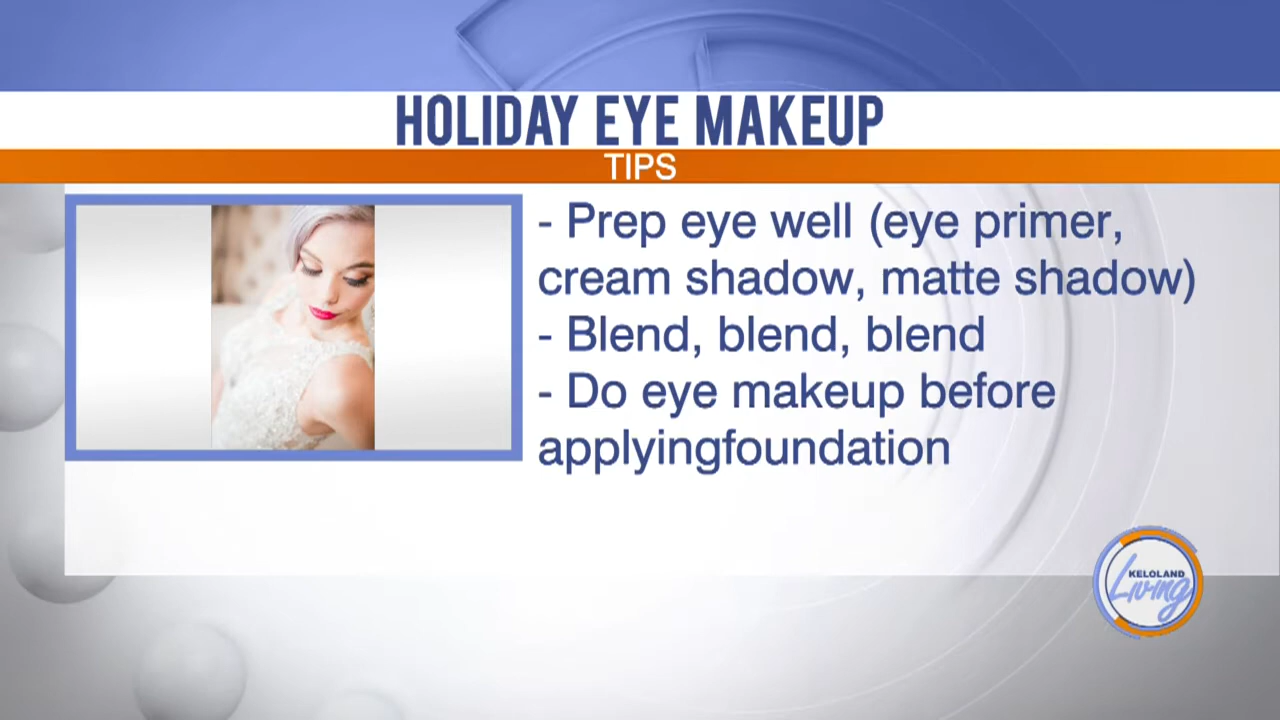 HOLIDAY EYE MAKEUP
TIPS
- Prep eye well (eye primer,
cream shadow, matte shadow)
- Blend, blend, blend
- Do eye makeup before
applyingfoundation
KELOLAND
Living